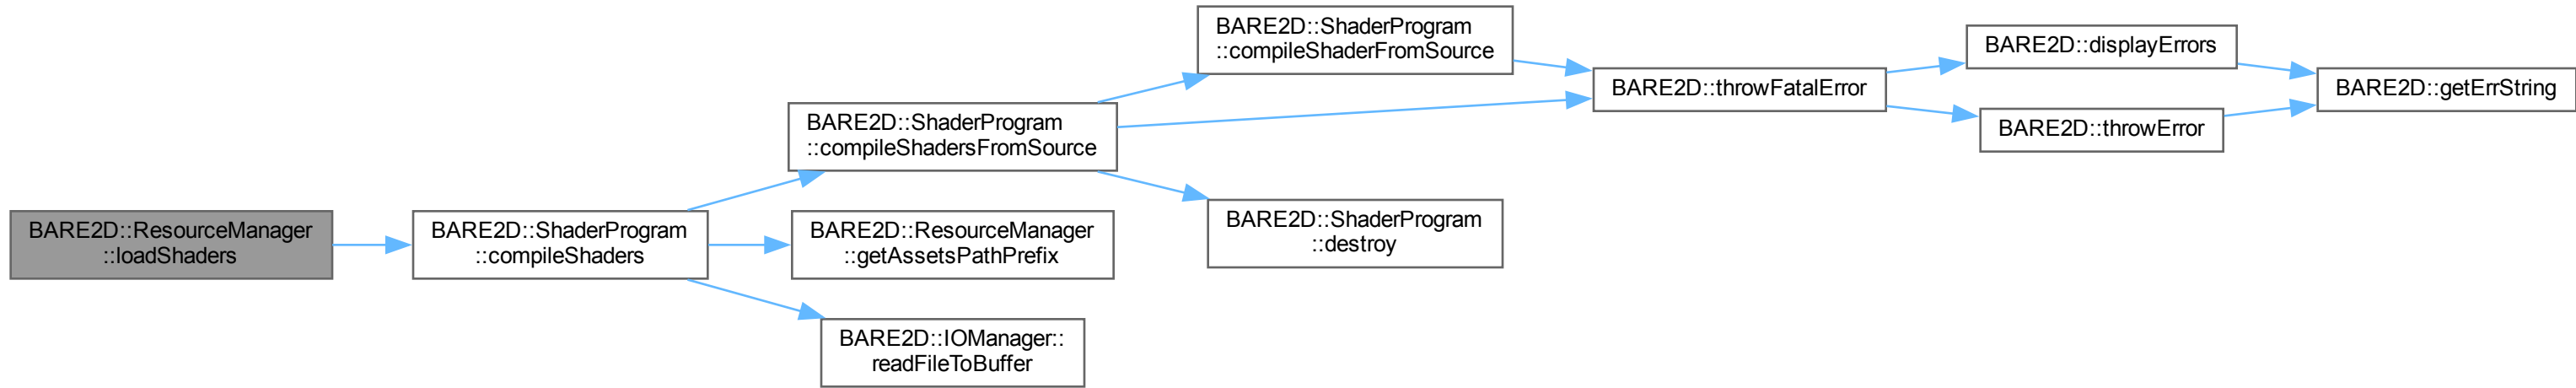 BARE2D::ResourceManager
::loadShaders
BARE2D::ShaderProgram
::compileShaders
BARE2D::ShaderProgram
::compileShadersFromSource
BARE2D::ResourceManager
::getAssetsPathPrefix
BARE2D::IOManager::
readFileToBuffer
BARE2D::ShaderProgram
::compileShaderFromSource
BARE2D::ShaderProgram
::destroy
BARE2D::throwFatalError
BARE2D::displayErrors
BARE2D::throwError
BARE2D::getErrString